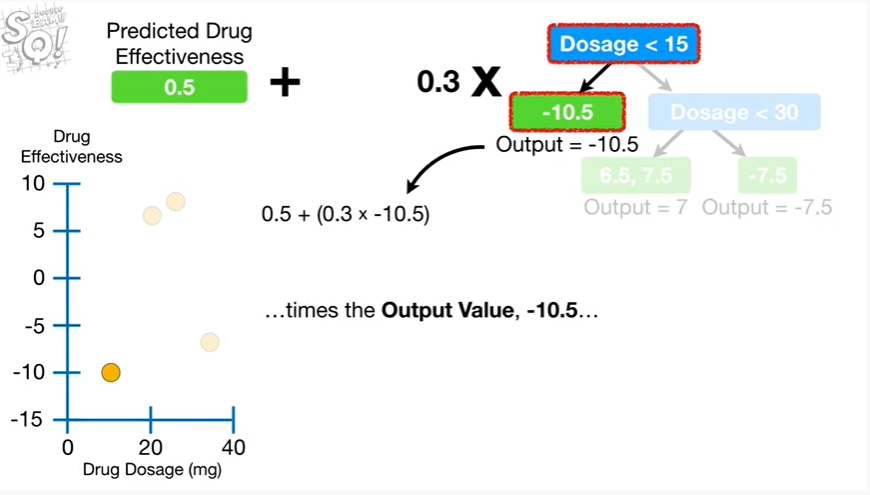 Predicted Drug
Effectiveness
0.5
+
0.3 X
Dosage < 15
-10.5
Dosage < 30
Output = -10.5
6.5, 7.5
-7.5
Output = 7
Output = -7.5
0.5 + (0.3 x -10.5)
…times the Output Value, -10.5…
Drug
Effectiveness
10
5
0
-5
-10
-15
0
20
40
Drug Dosage (mg)